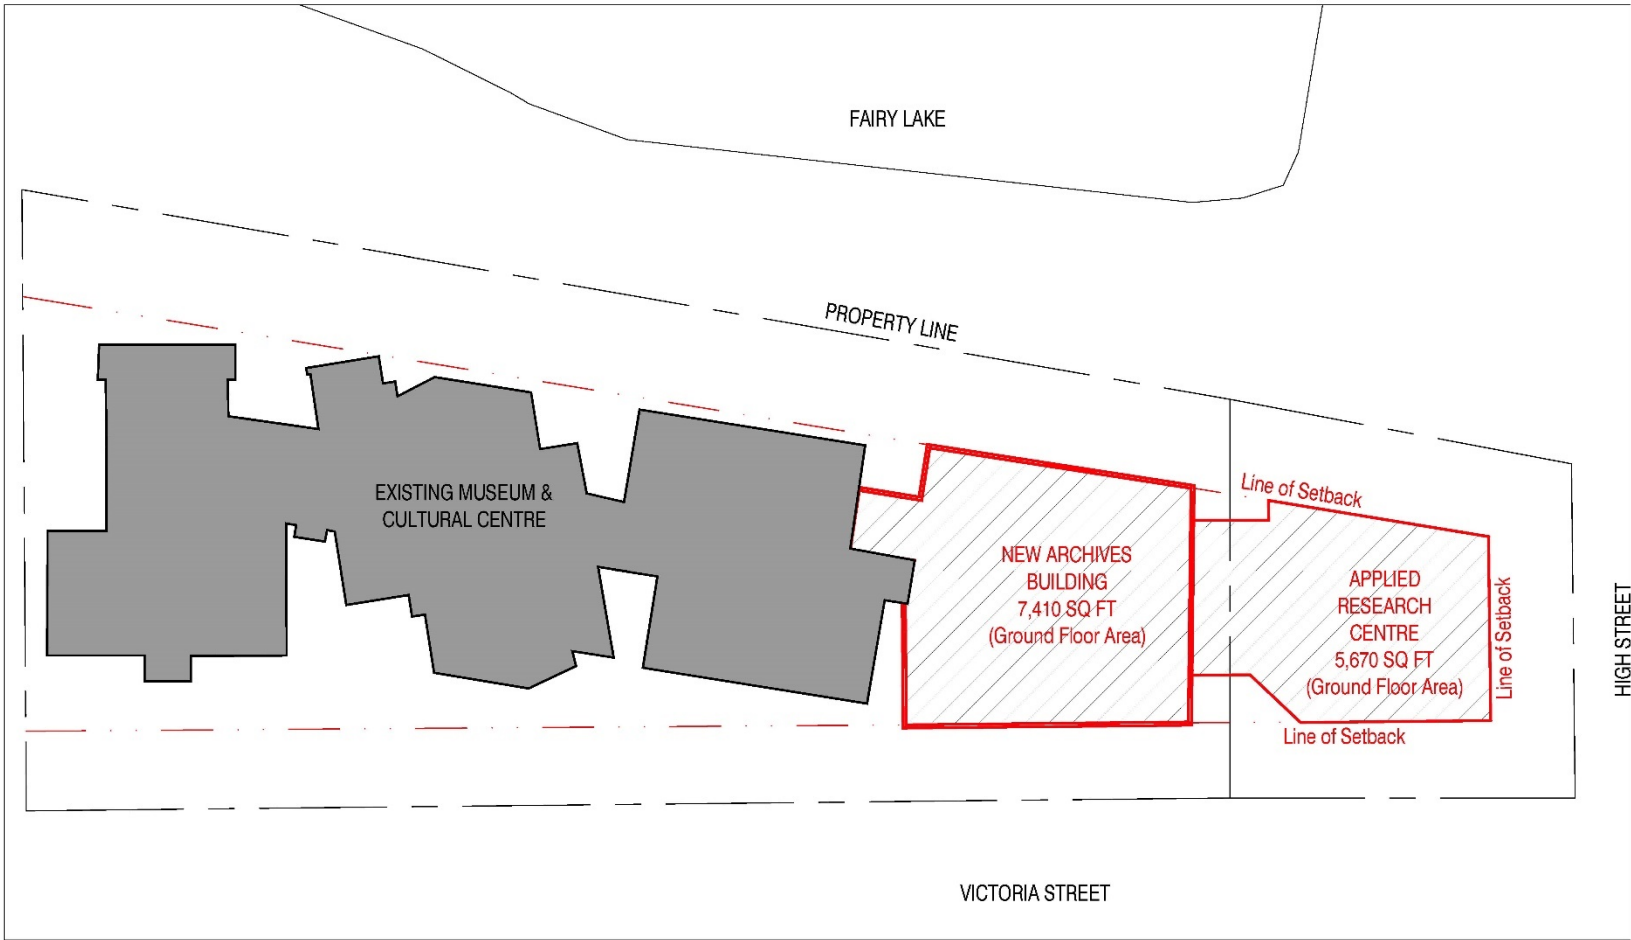 FAIRY LAKE
PROPERTY LINE
EXISTING MUSEUM &
CULTURAL CENTRE
Line of Setback
NEW ARCHIVES
BUILDING
7,410 SQ FT
(Ground Floor Area)
APPLIED
RESEARCH
CENTRE
5,670 SQ FT
(Ground Floor Area)
Line of Setback
Line of Setback
HIGH STREET
VICTORIA STREET